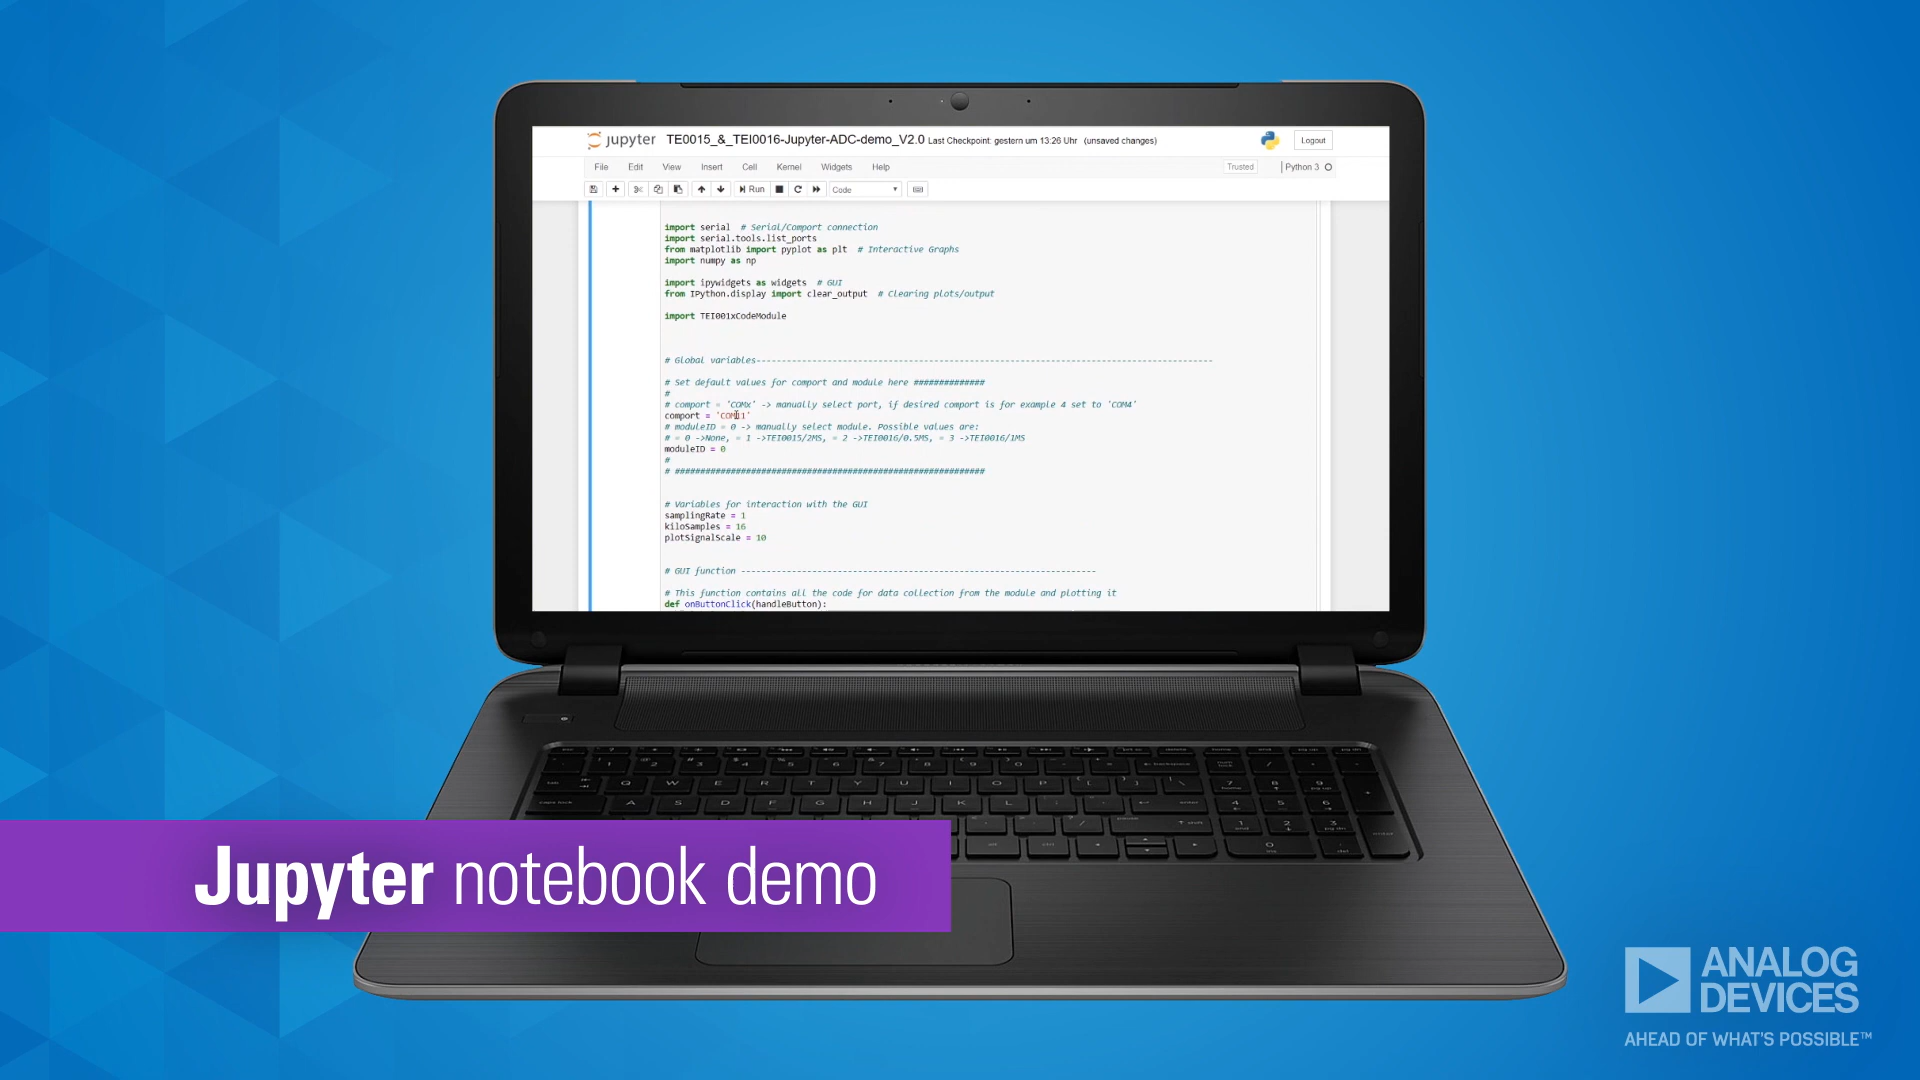 jupyter TE0015_&_TEI0016-Jupyter-ADC-demo_V2.0 Last Checkpoint: gestern um 13:26 Uhr (unsaved changes) Logout
File Edit View Insert Cell Kernel Widgets Help Trusted Python 3
Run Code
import serial # Serial/Comport connection
import serial.tools.list_ports
from matplotlib import pyplot as plt # Interactive Graphs
import numpy as np
import ipywidgets as widgets # GUI
from IPython.display import clear_output # Clearing plots/output
import TEI001xCodeModule
# Global variables------------------------------------------------------------------------------------------
# Set default values for comport and module here ##############
#
# comport = 'COMx' -> manually select port, if desired comport is for example 4 set to 'COM4'
comport = 'COM11'
# moduleID = 0 -> manually select module. Possible values are:
# = 0 ->None, = 1 ->TEI0015/2MS, = 2 ->TEI0016/0.5MS, = 3 ->TEI0016/1MS
moduleID = 0
#
# #############################################################
# Variables for interaction with the GUI
samplingRate = 1
kiloSamples = 16
plotSignalScale = 10
# GUI function ----------------------------------------------------------------------
# This function contains all the code for data collection from the module and plotting it
def onButtonClick(handleButton):
Jupyter notebook demo
ANALOG
DEVICES
AHEAD OF WHAT'S POSSIBLE™